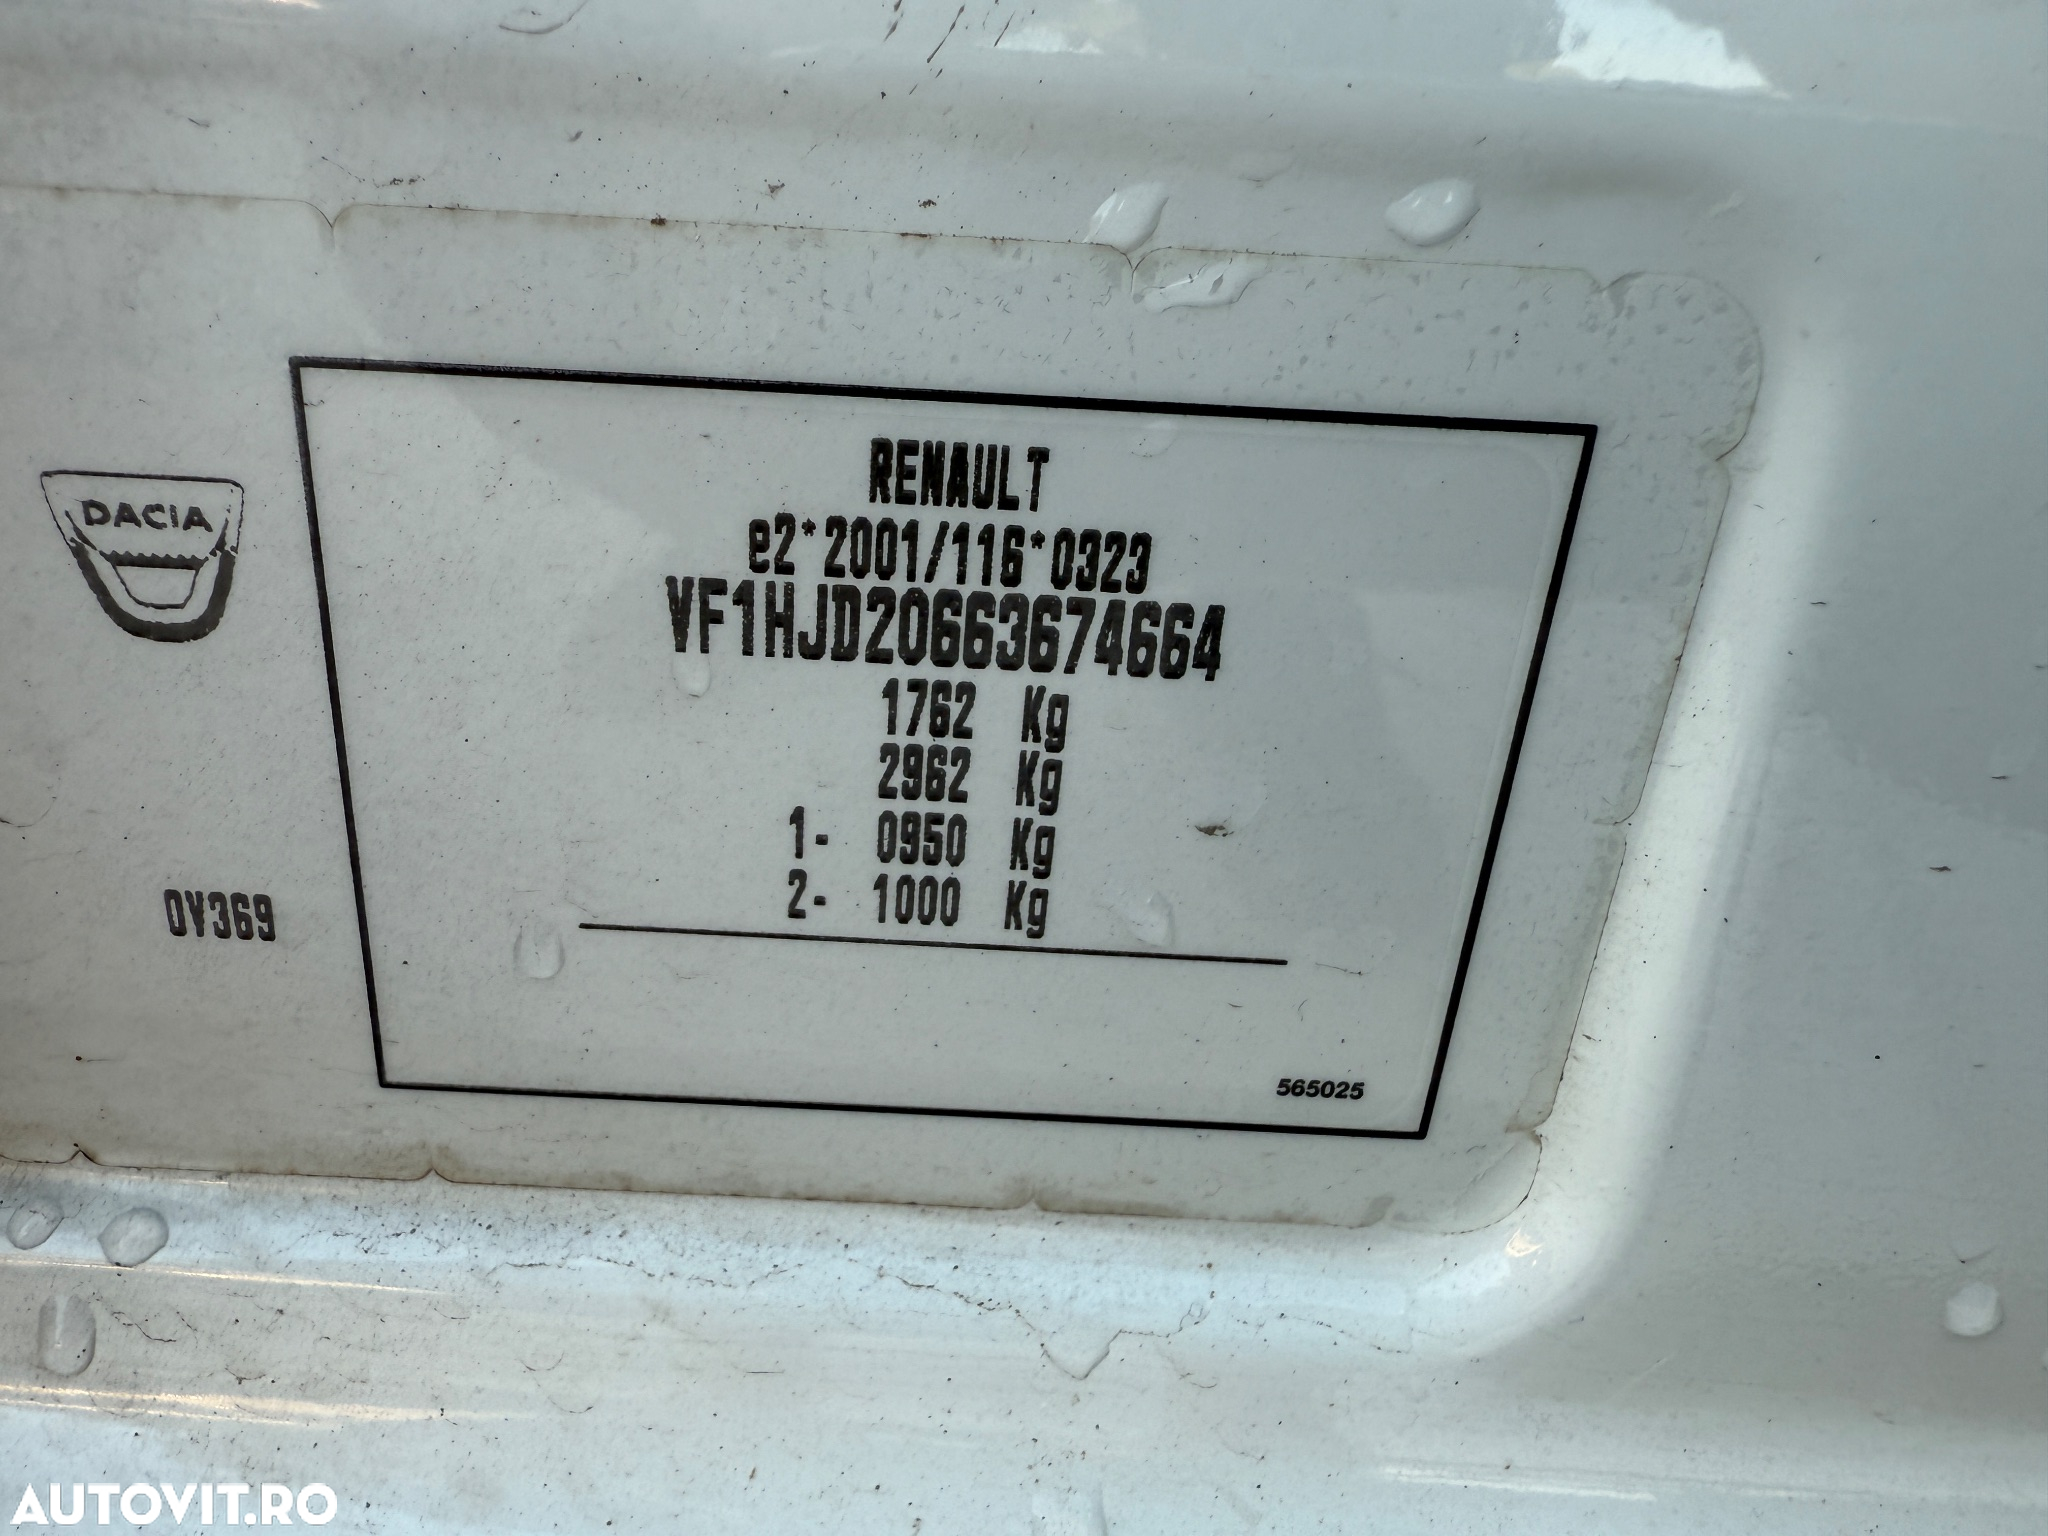 DACIA
0V369
RENAULT
e2*2001/116*0323
VF1HJD20663674664
1762 Kg
2962 Kg
1- 0950 Kg
2- 1000 Kg
565025
AUTOVIT.RO